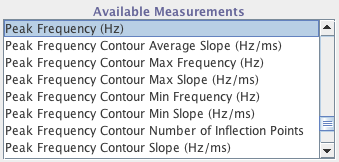 Available Measurements
Peak Frequency (Hz)
Peak Frequency Contour Average Slope (Hz/ms)
Peak Frequency Contour Max Frequency (Hz)
Peak Frequency Contour Max Slope (Hz/ms)
Peak Frequency Contour Min Frequency (Hz)
Peak Frequency Contour Min Slope (Hz/ms)
Peak Frequency Contour Number of Inflection Points
Peak Frequency Contour Slope (Hz/ms)